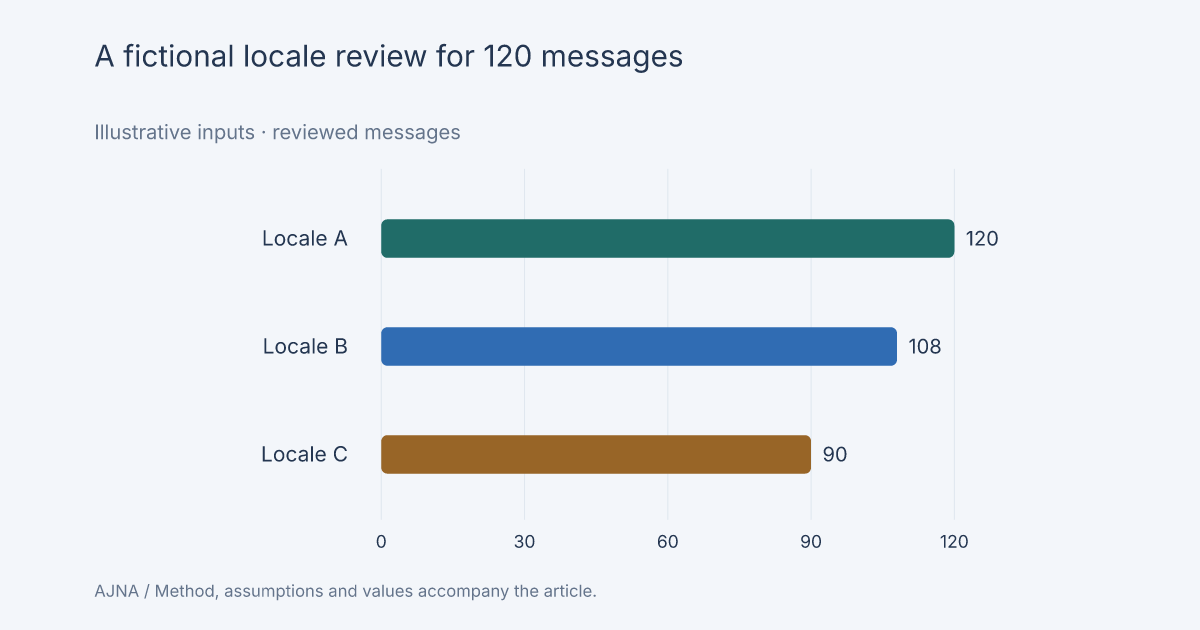 A fictional locale review for 120 messages
Illustrative inputs · reviewed messages
Locale A 120
Locale B 108
Locale C 90
0 30 60 90 120
AJNA / Method, assumptions and values accompany the article.